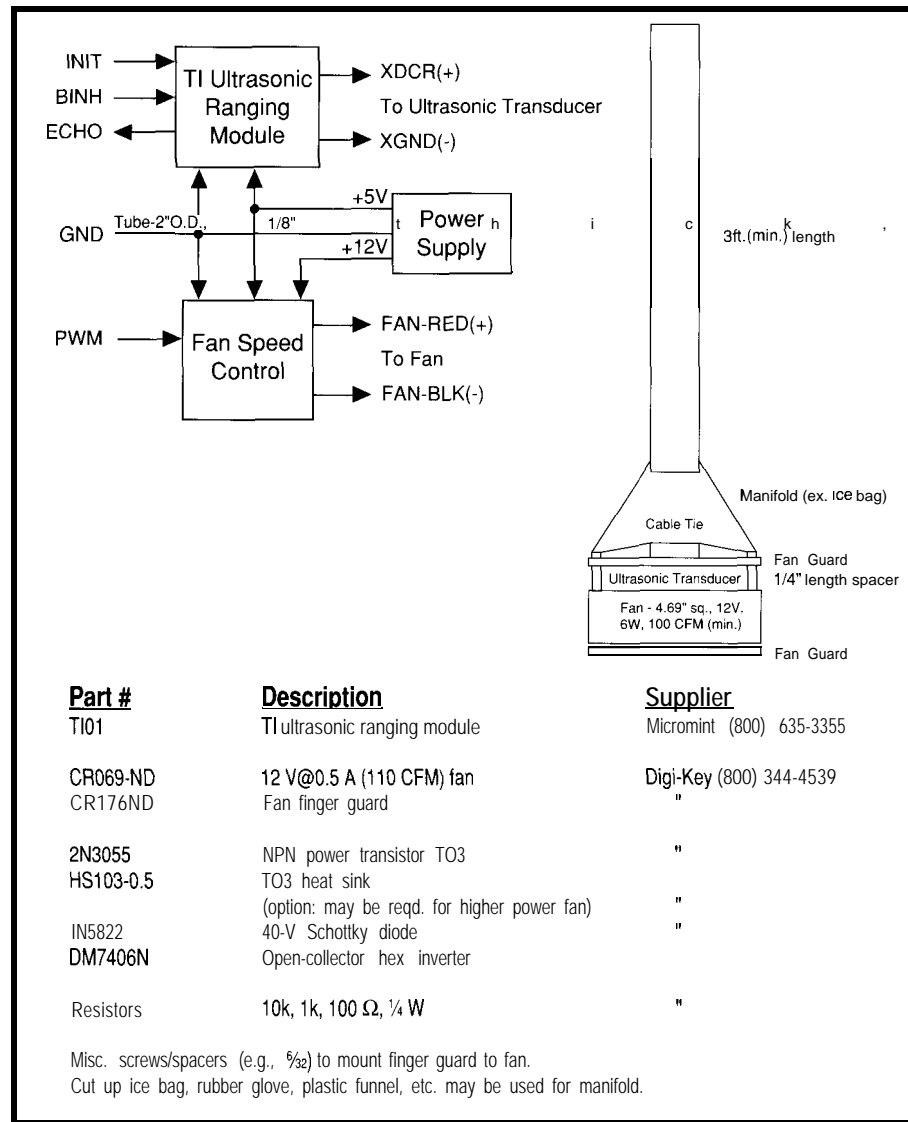 INIT
BINH
ECHO
TI Ultrasonic
Ranging
Module
XDCR(+)
To Ultrasonic Transducer
XGND(-)
GND
Tube-2"O.D.,
1/8"
+5V
+12V
t
Power
h
Supply
i
c
k
,
3ft.(min.) length
PWM
Fan Speed
Control
FAN-RED(+)
To Fan
FAN-BLK(-)
Manifold (ex. ice bag)
Cable Tie
Fan Guard
Ultrasonic Transducer
1/4" length spacer
Fan - 4.69" sq., 12V.
6W, 100 CFM (min.)
Fan Guard
Part # Description Supplier
TI01 TI ultrasonic ranging module Micromint (800) 635-3355
CR069-ND 12 V@0.5 A (110 CFM) fan Digi-Key (800) 344-4539
CR176ND Fan finger guard "
2N3055 NPN power transistor TO3 "
HS103-0.5 TO3 heat sink
(option: may be reqd. for higher power fan) "
IN5822 40-V Schottky diode "
DM7406N Open-collector hex inverter
Resistors 10k, 1k, 100 Ω, ¼ W "
Misc. screws/spacers (e.g., 6/32) to mount finger guard to fan.
Cut up ice bag, rubber glove, plastic funnel, etc. may be used for manifold.